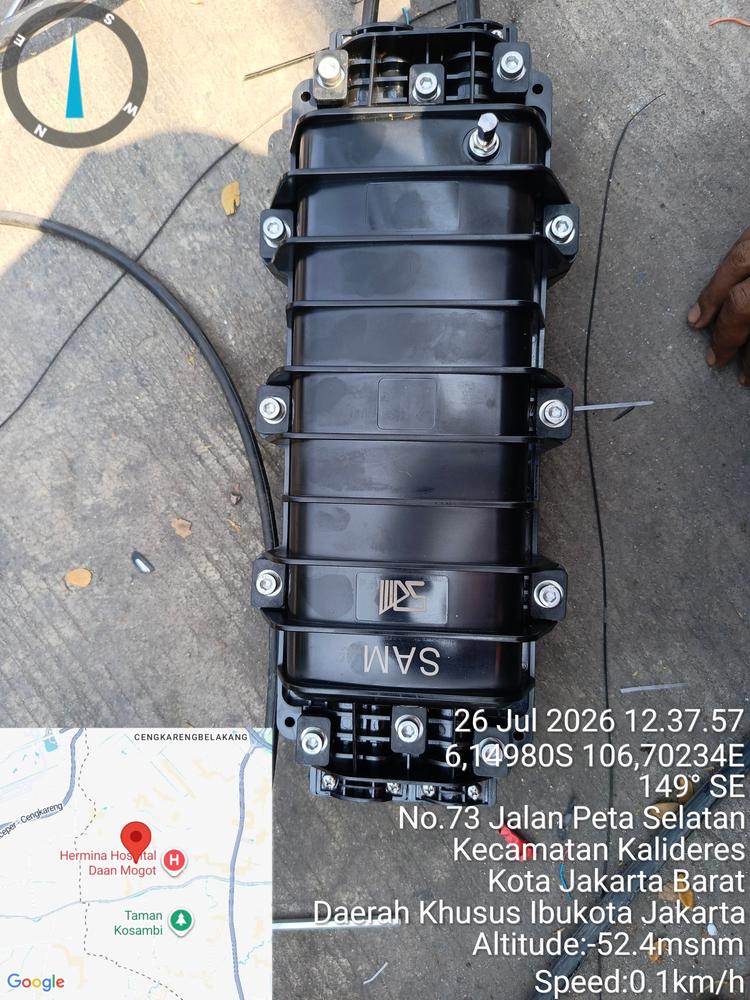 S
E
W
N
SAM
SAM
26 Jul 2026 12.37.57
6,14980S 106,70234E
149° SE
No.73 Jalan Peta Selatan
Kecamatan Kalideres
Kota Jakarta Barat
Daerah Khusus Ibukota Jakarta
Altitude:-52.4msnm
Speed:0.1km/h
CENGKARENGBELAKANG
Cengkareng
Hermina Hospital
Daan Mogot
H
Taman
Kosambi
Google